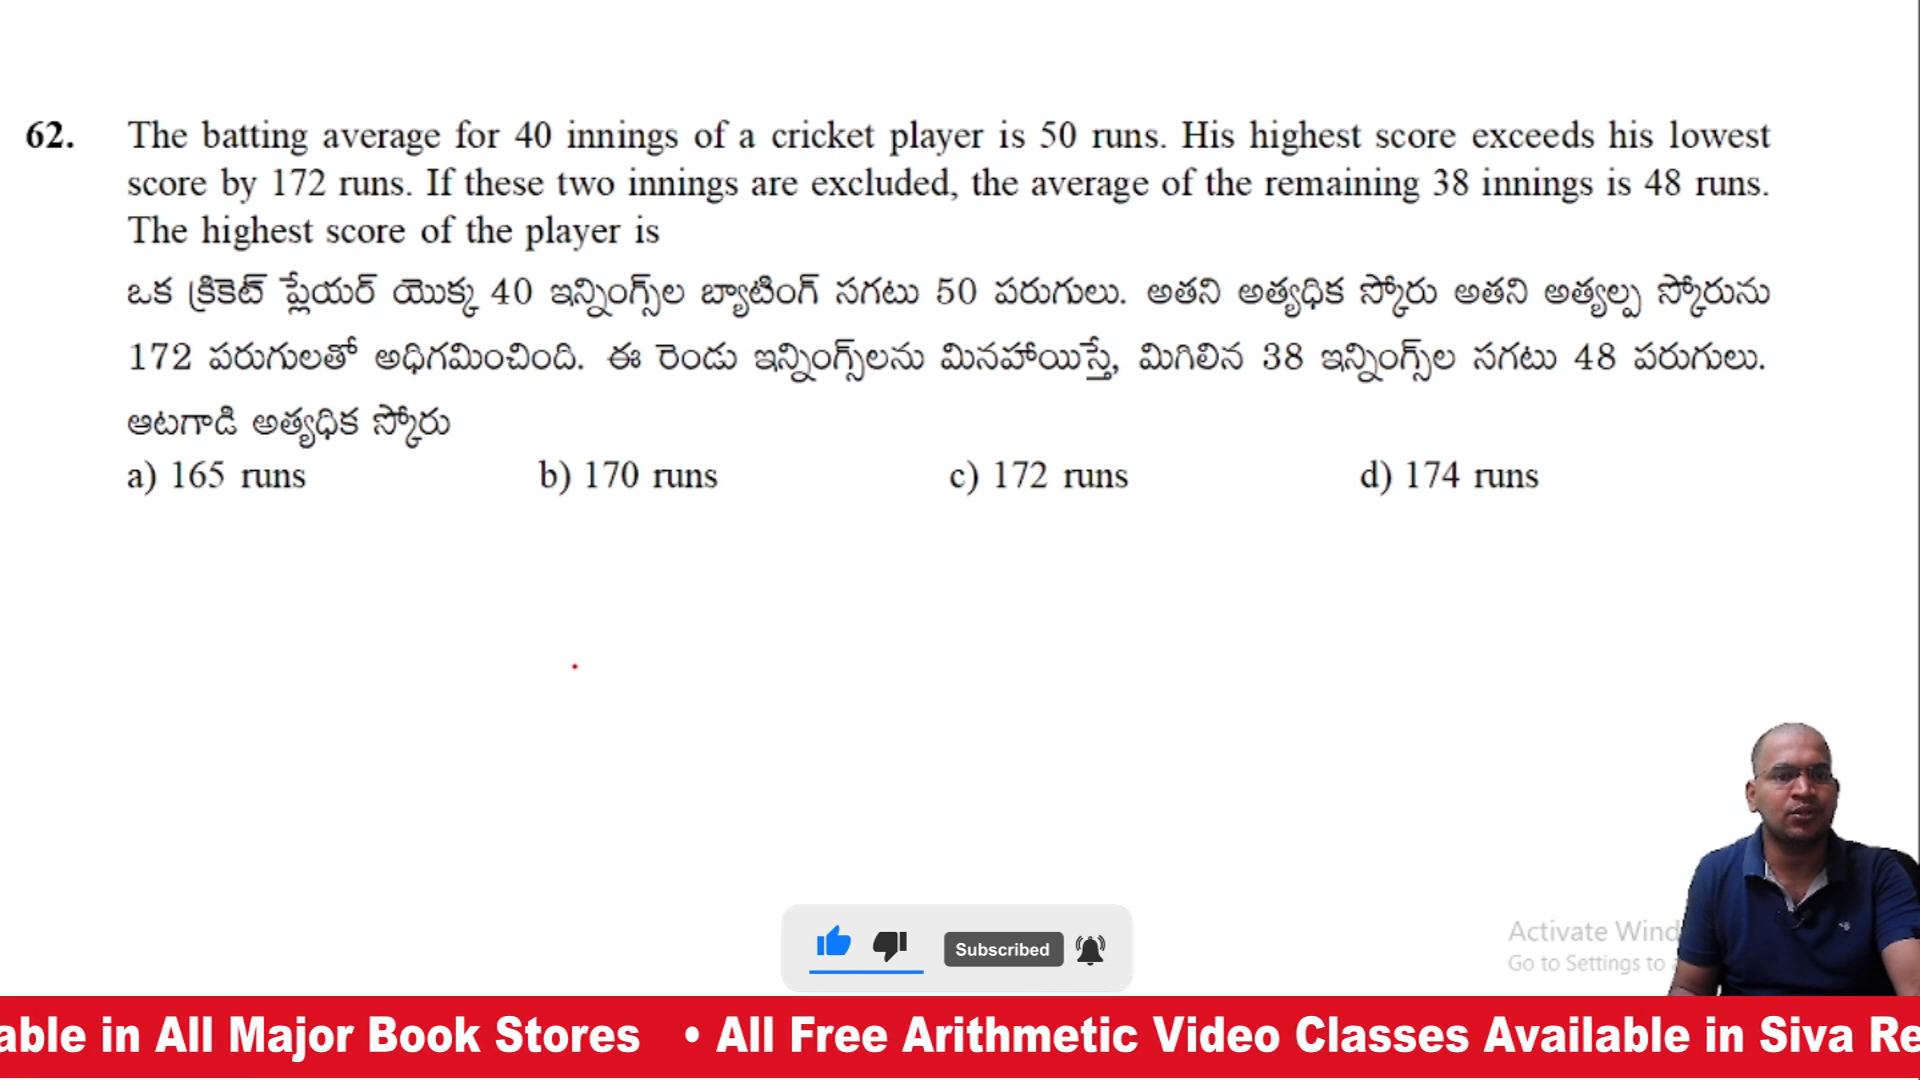 62. The batting average for 40 innings of a cricket player is 50 runs. His highest score exceeds his lowest
score by 172 runs. If these two innings are excluded, the average of the remaining 38 innings is 48 runs.
The highest score of the player is
ఒక క్రికెట్ ప్లేయర్ యొక్క 40 ఇన్నింగ్స్‌ల బ్యాటింగ్ సగటు 50 పరుగులు. అతని అత్యధిక స్కోరు అతని అత్యల్ప స్కోరును
172 పరుగులతో అధిగమించింది. ఈ రెండు ఇన్నింగ్స్‌లను మినహాయిస్తే, మిగిలిన 38 ఇన్నింగ్స్‌ల సగటు 48 పరుగులు.
ఆటగాడి అత్యధిక స్కోరు
a) 165 runs b) 170 runs c) 172 runs d) 174 runs
Subscribed
Activate Wind
Go to Settings to
able in All Major Book Stores • All Free Arithmetic Video Classes Available in Siva Re